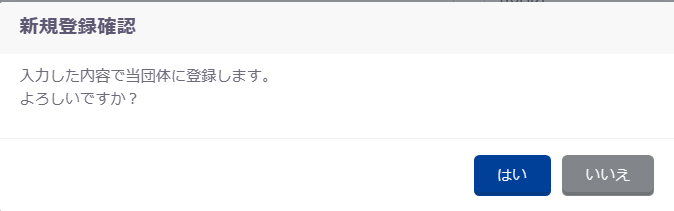 新規登録確認
入力した内容で当団体に登録します。
よろしいですか？
はい
いいえ